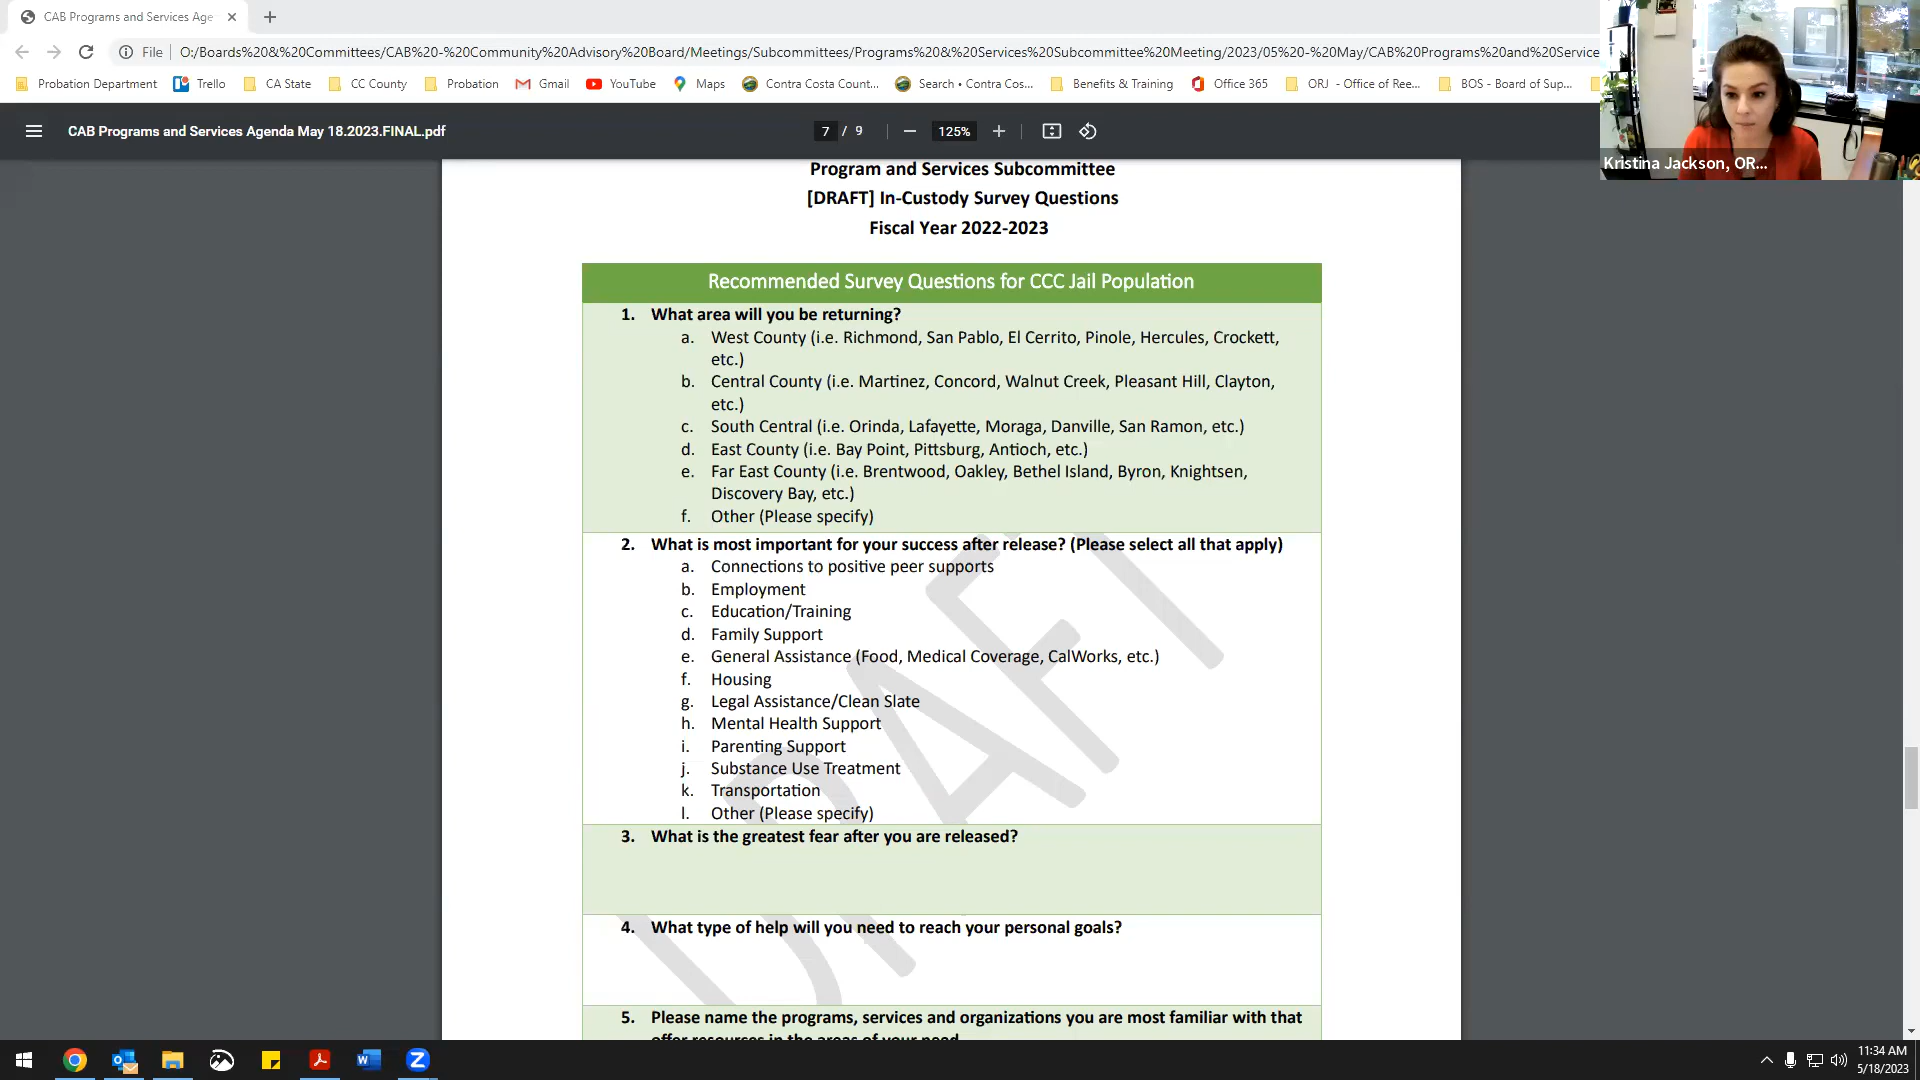 CAB Programs and Services Age
File
O:/Boards%20&%20Committees/CAB%20-%20Community%20Advisory%20Board/Meetings/Subcommittees/Programs%20&%20Services%20Subcommittee%20Meeting/2023/05%20-%20May/CAB%20Programs%20and%20Service
Probation Department
Trello
CA State
CC County
Probation
Gmail
YouTube
Maps
Contra Costa Count...
Search • Contra Cos...
Benefits & Training
Office 365
ORJ - Office of Ree...
BOS - Board of Sup...
Kristina Jackson, OR...
CAB Programs and Services Agenda May 18.2023.FINAL.pdf
7 / 9
125%
Program and Services Subcommittee
[DRAFT] In-Custody Survey Questions
Fiscal Year 2022-2023
Recommended Survey Questions for CCC Jail Population
1. What area will you be returning?
a. West County (i.e. Richmond, San Pablo, El Cerrito, Pinole, Hercules, Crockett,
etc.)
b. Central County (i.e. Martinez, Concord, Walnut Creek, Pleasant Hill, Clayton,
etc.)
c. South Central (i.e. Orinda, Lafayette, Moraga, Danville, San Ramon, etc.)
d. East County (i.e. Bay Point, Pittsburg, Antioch, etc.)
e. Far East County (i.e. Brentwood, Oakley, Bethel Island, Byron, Knightsen,
Discovery Bay, etc.)
f. Other (Please specify)
2. What is most important for your success after release? (Please select all that apply)
a. Connections to positive peer supports
b. Employment
c. Education/Training
d. Family Support
e. General Assistance (Food, Medical Coverage, CalWorks, etc.)
f. Housing
g. Legal Assistance/Clean Slate
h. Mental Health Support
i. Parenting Support
j. Substance Use Treatment
k. Transportation
l. Other (Please specify)
3. What is the greatest fear after you are released?
4. What type of help will you need to reach your personal goals?
5. Please name the programs, services and organizations you are most familiar with that
offer resources in the areas of your need
DRAFT
11:34 AM
5/18/2023